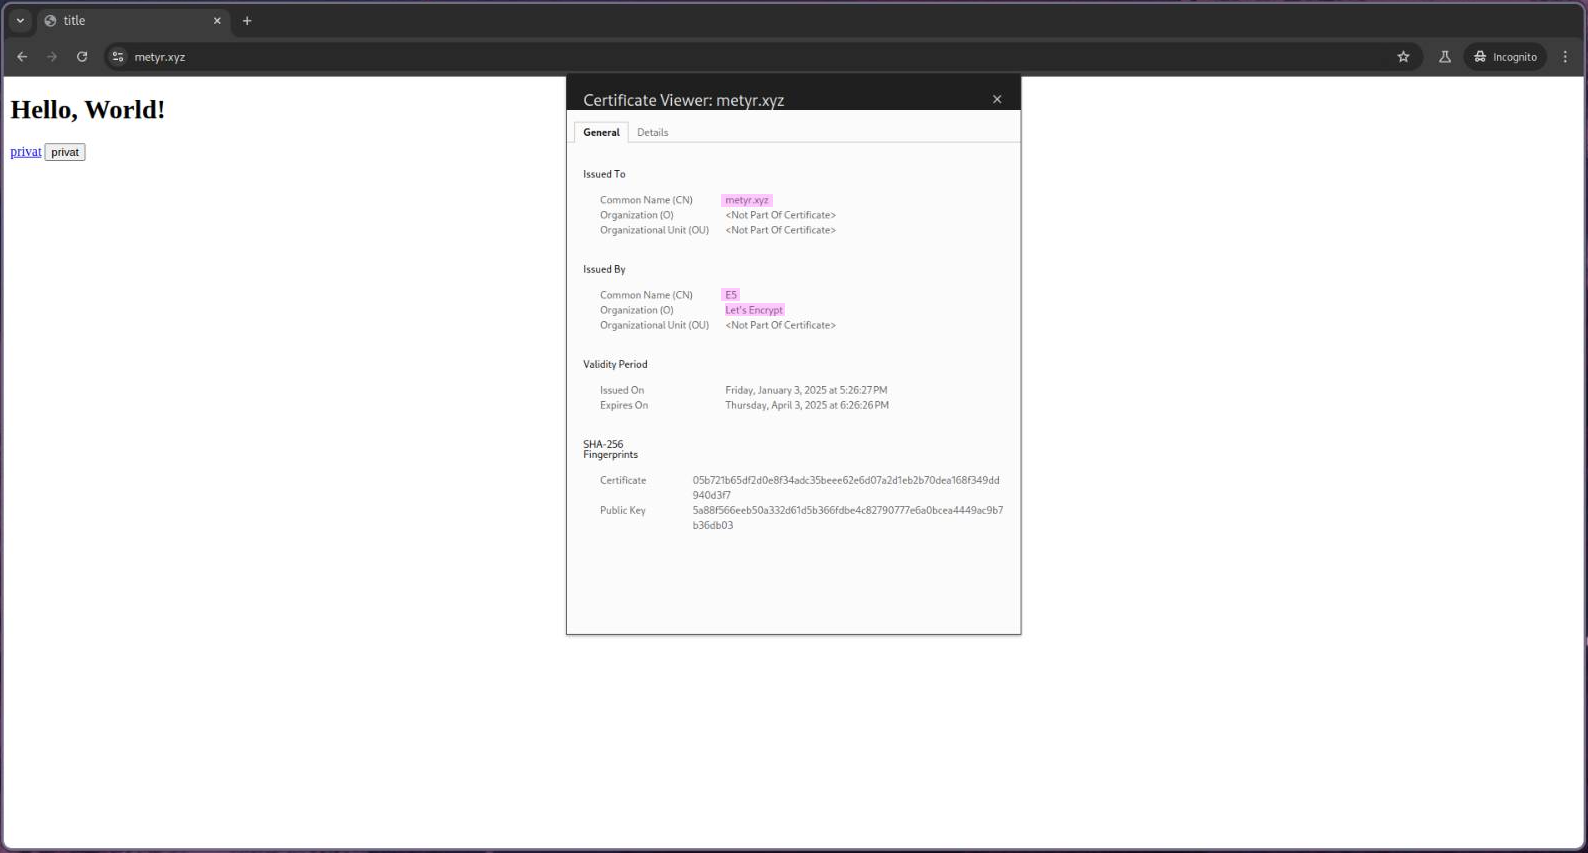 title
metyr.xyz
Incognito
Hello, World!
privat privat
Certificate Viewer: metyr.xyz
General Details
Issued To
Common Name (CN) metyr.xyz
Organization (O) <Not Part Of Certificate>
Organizational Unit (OU) <Not Part Of Certificate>
Issued By
Common Name (CN) E5
Organization (O) Let's Encrypt
Organizational Unit (OU) <Not Part Of Certificate>
Validity Period
Issued On Friday, January 3, 2025 at 5:26:27 PM
Expires On Thursday, April 3, 2025 at 6:26:26 PM
SHA-256
Fingerprints
Certificate 05b721b65df2d0e8f34adc35beee62e6d07a2d1eb2b70dea168f349dd
940d3f7
Public Key 5a88f566eeb50a332d61d5b366fdbe4c82790777e6a0bcea4449ac9b7
b36db03